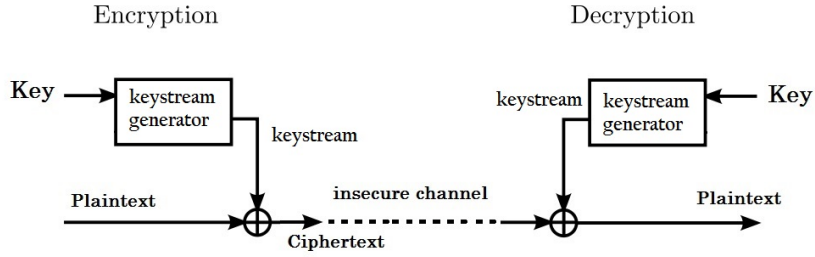 Encryption
Decryption
Key
keystream
generator
keystream
Plaintext
Ciphertext
insecure channel
keystream
keystream
generator
Key
Plaintext